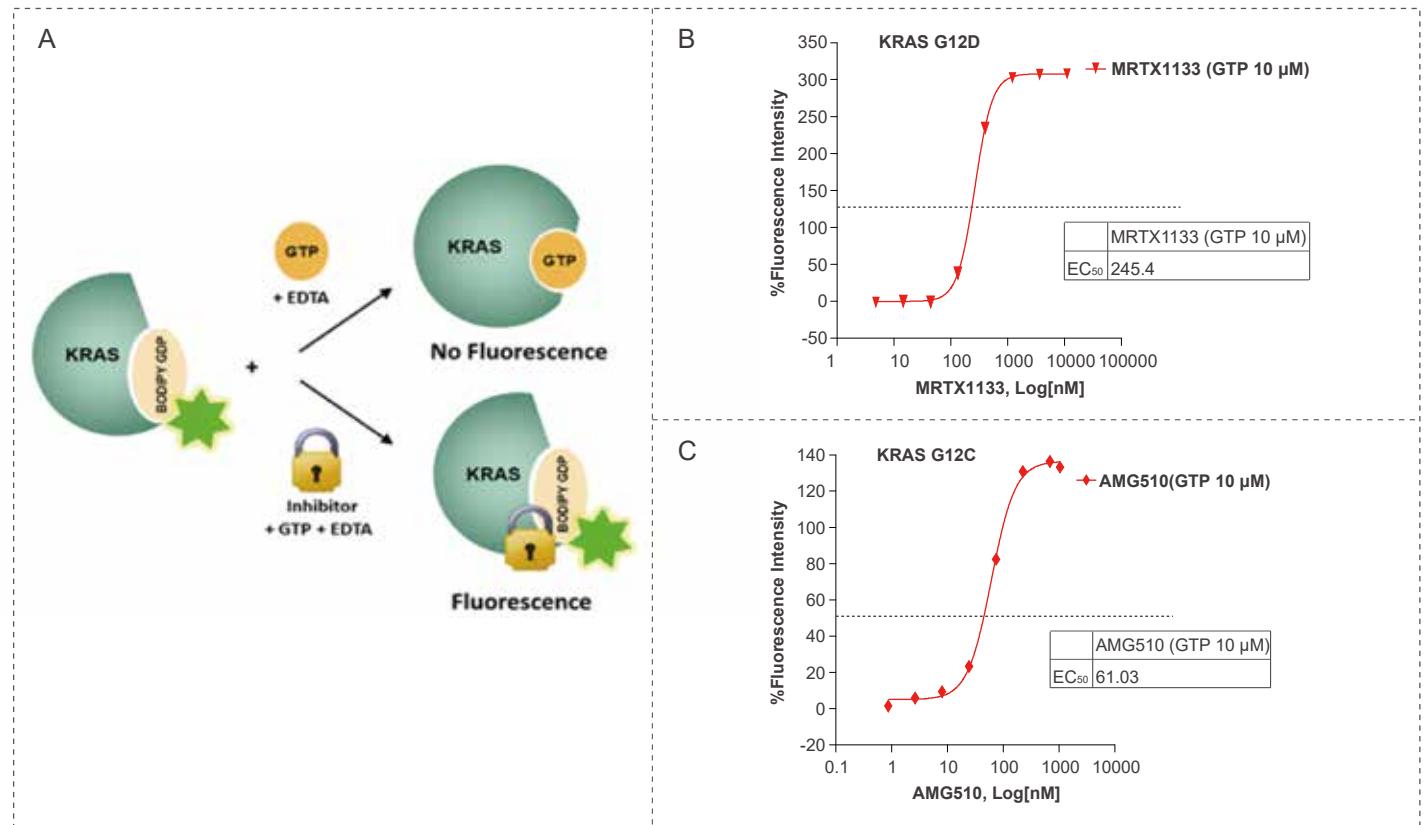 A
KRAS
BODIPY GDP
+
GTP
+ EDTA
KRAS
GTP
No Fluorescence
Inhibitor
+ GTP + EDTA
KRAS
BODIPY GDP
Fluorescence
B
KRAS G12D
MRTX1133 (GTP 10 µM)
%Fluorescence Intensity
350
300
250
200
150
100
50
0
-50
1
10
100
1000
10000
100000
MRTX1133, Log[nM]
MRTX1133 (GTP 10 µM)
EC₅₀ 245.4
C
KRAS G12C
AMG510(GTP 10 µM)
%Fluorescence Intensity
140
120
100
80
60
40
20
0
-20
0.1
1
10
100
1000
10000
AMG510, Log[nM]
AMG510 (GTP 10 µM)
EC₅₀ 61.03